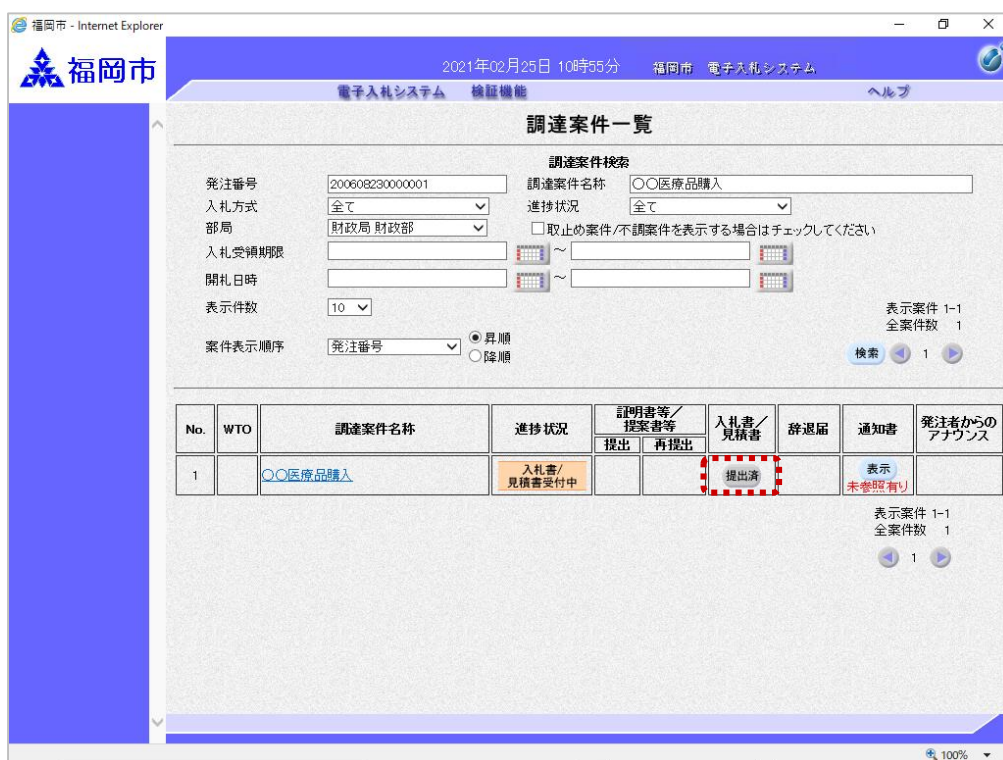 福岡市 - Internet Explorer
福岡市
2021年02月25日 10時55分 福岡市 電子入札システム
電子入札システム 検証機能 ヘルプ
調達案件一覧
調達案件検索
発注番号 200608230000001 調達案件名称 〇〇医療品購入
入札方式 全て 進捗状況 全て
部局 財政局 財政部 取止め案件/不調案件を表示する場合はチェックしてください
入札受領期限 ～
開札日時 ～
表示件数 10
表示案件 1-1
全案件数 1
案件表示順序 発注番号 昇順 降順
検索 1
No. WTO 調達案件名称 進捗状況 証明書等／提案書等 入札書／見積書 辞退届 通知書 発注者からのアナウンス
提出 再提出
1 〇〇医療品購入 入札書/見積書受付中 提出済 表示 未参照有り
表示案件 1-1
全案件数 1
1
100%